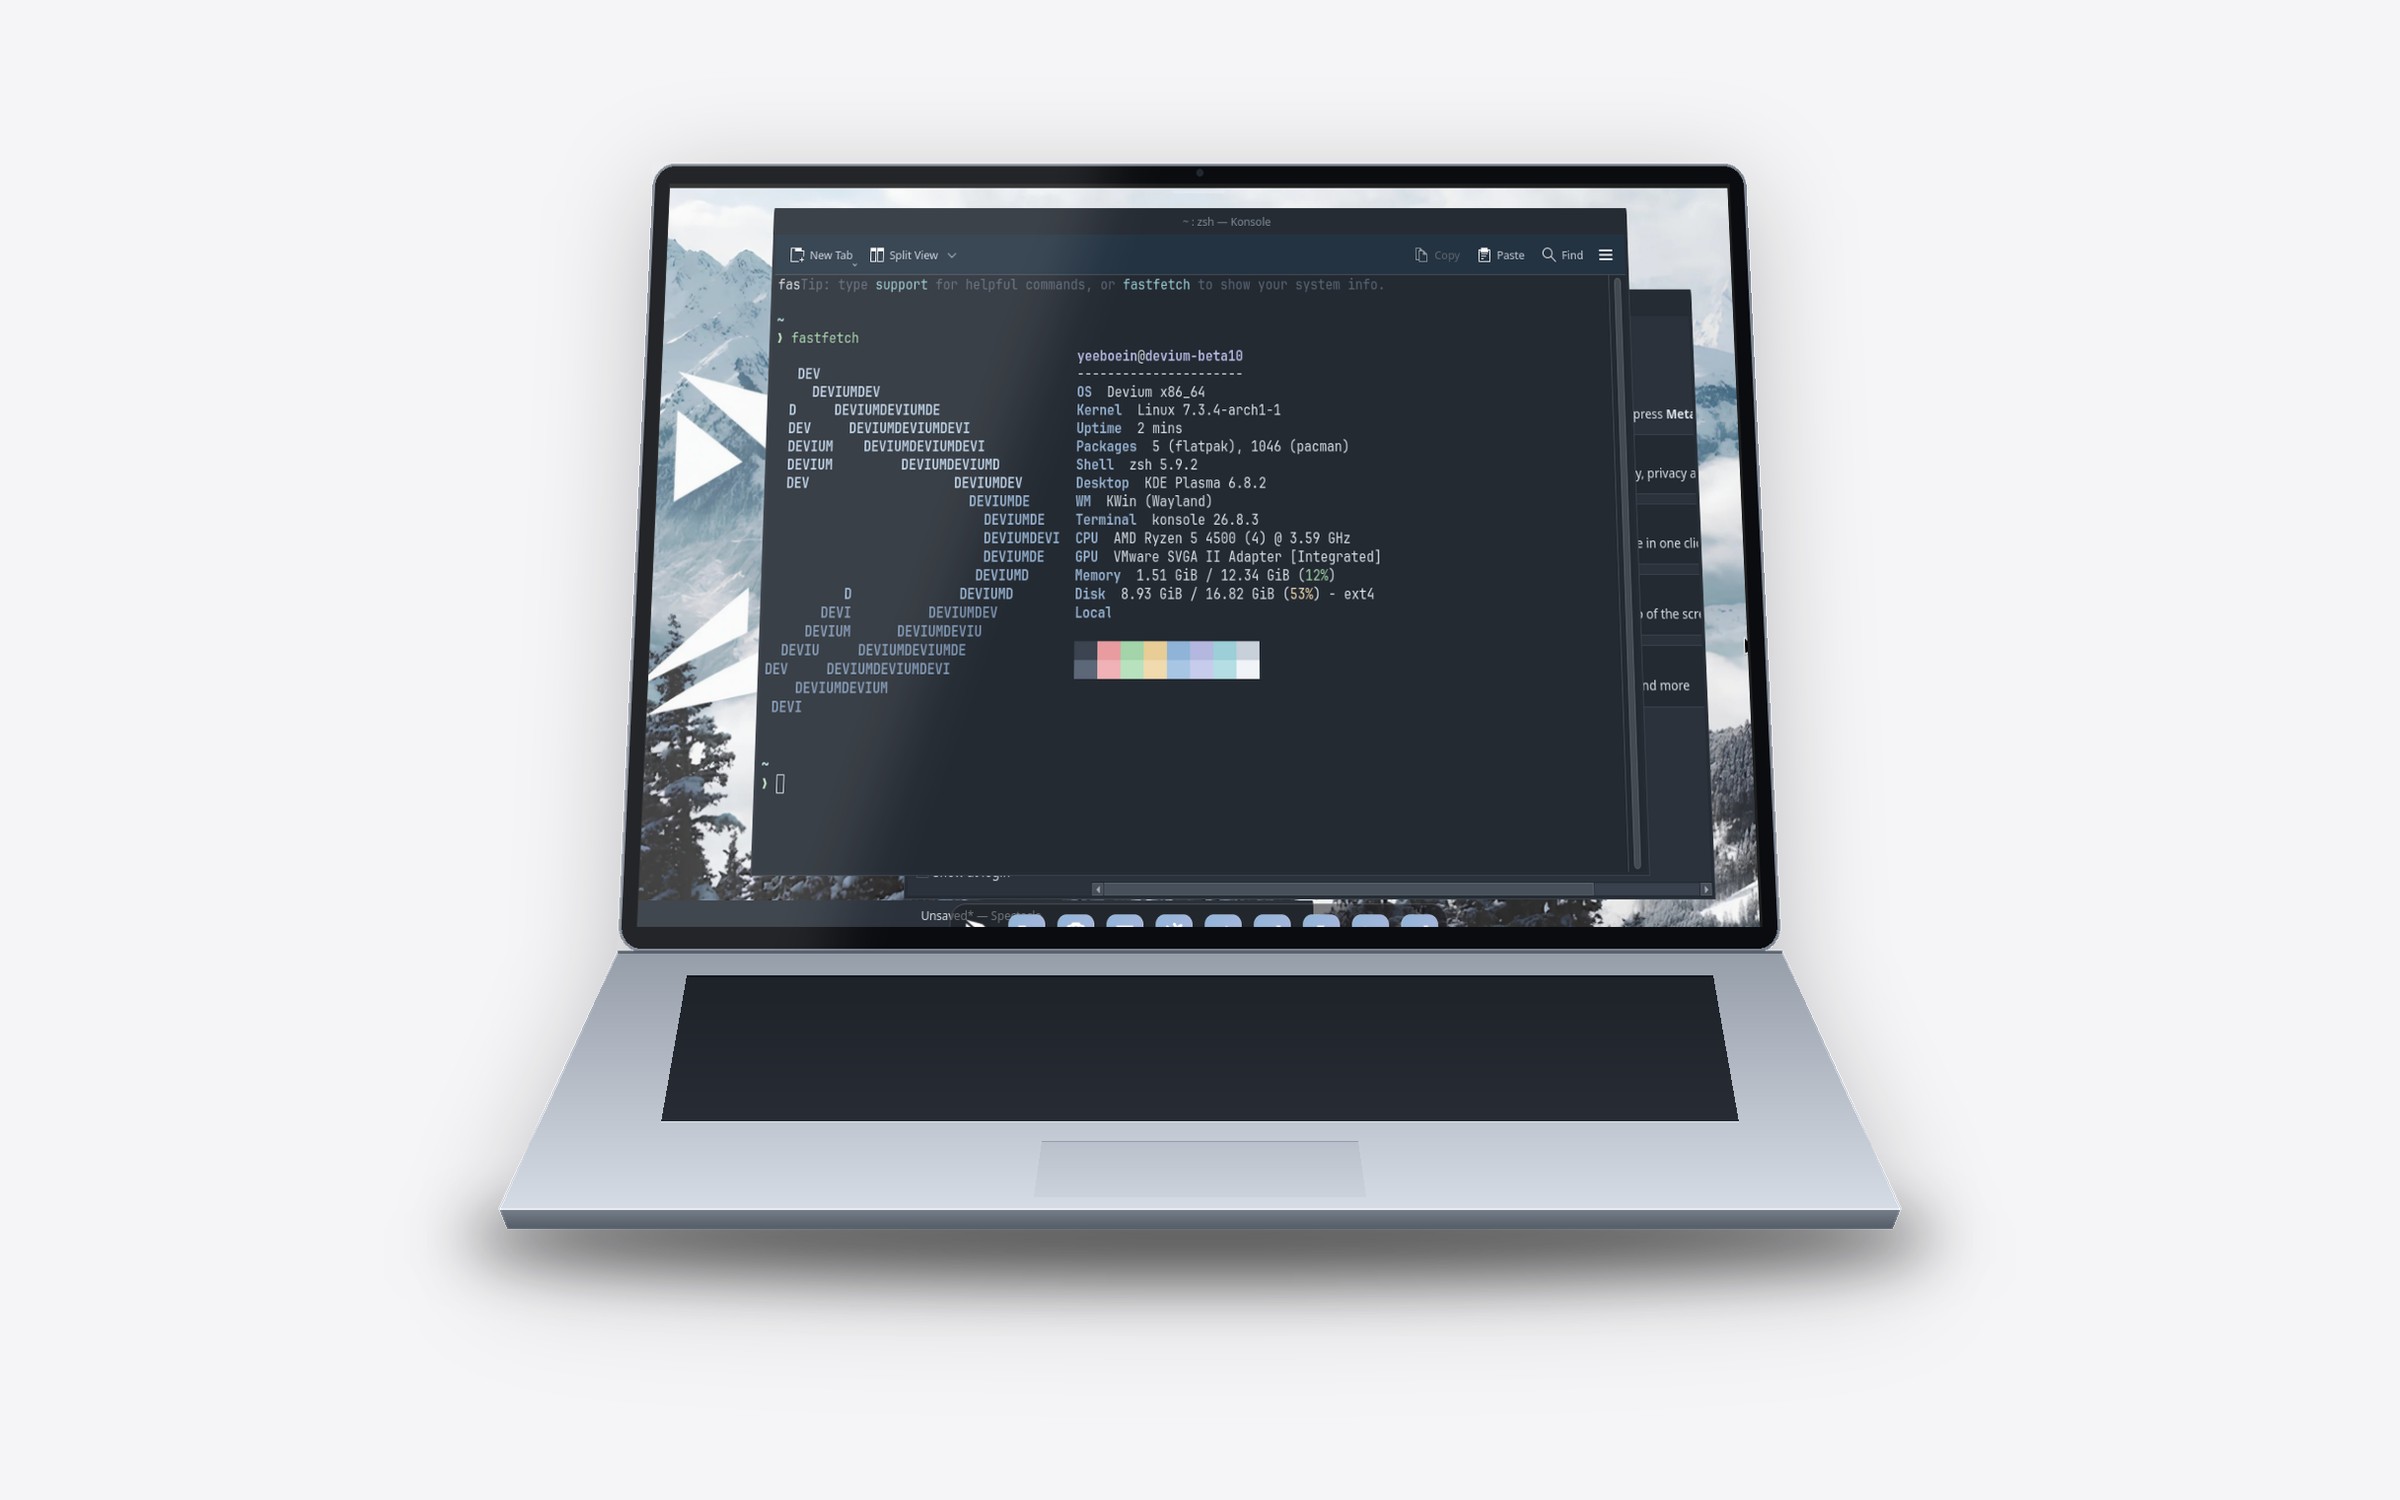 ~ : zsh — Konsole
New Tab Split View Copy Paste Find
fasTip: type support for helpful commands, or fastfetch to show your system info.
~
❯ fastfetch
yeeboein@devium-beta10
DEV ----------------------
DEVIUMDEV OS Devium x86_64
D DEVIUMDEVIUMDE Kernel Linux 7.3.4-arch1-1
press Meta
DEV DEVIUMDEVIUMDEVI Uptime 2 mins
DEVIUM DEVIUMDEVIUMDEVI Packages 5 (flatpak), 1046 (pacman)
DEVIUM DEVIUMDEVIUMD Shell zsh 5.9.2
y, privacy a
DEV DEVIUMDEV Desktop KDE Plasma 6.8.2
DEVIUMDE WM KWin (Wayland)
DEVIUMDE Terminal konsole 26.8.3
DEVIUMDEVI CPU AMD Ryzen 5 4500 (4) @ 3.59 GHz
e in one clic
DEVIUMDE GPU VMware SVGA II Adapter [Integrated]
DEVIUMD Memory 1.51 GiB / 12.34 GiB (12%)
D DEVIUMD Disk 8.93 GiB / 16.82 GiB (53%) - ext4
DEVI DEVIUMDEV Local
of the scre
DEVIUM DEVIUMDEVIU
DEVIU DEVIUMDEVIUMDE
DEV DEVIUMDEVIUMDEVI
DEVIUMDEVIUM
nd more
DEVI
~
❯
Unsaved* — Spectacle